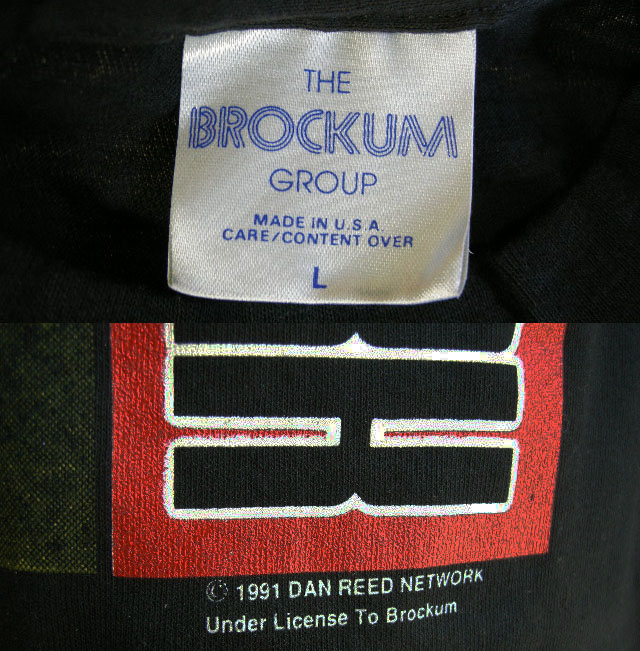 THE
BROCKUM
GROUP
MADE IN U.S.A.
CARE/CONTENT OVER
L
© 1991 DAN REED NETWORK
Under License To Brockum